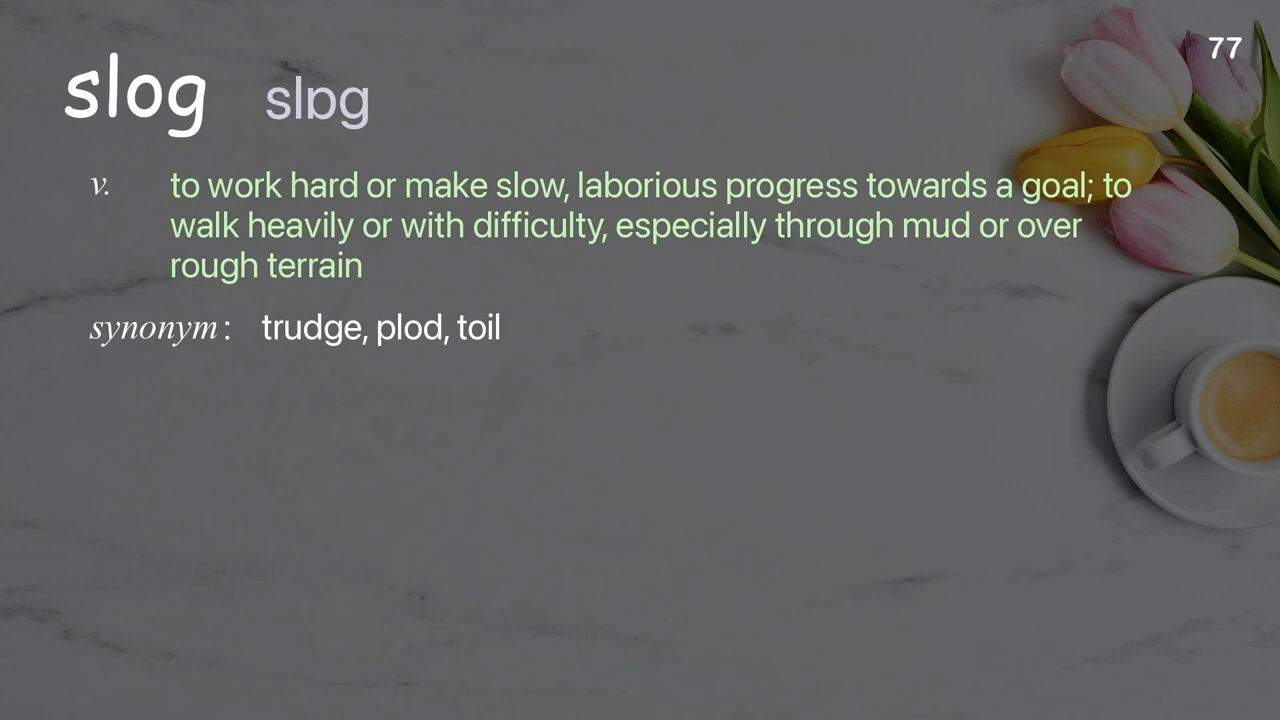 77
slog slɒg
v. to work hard or make slow, laborious progress towards a goal; to
walk heavily or with difficulty, especially through mud or over
rough terrain
synonym : trudge, plod, toil